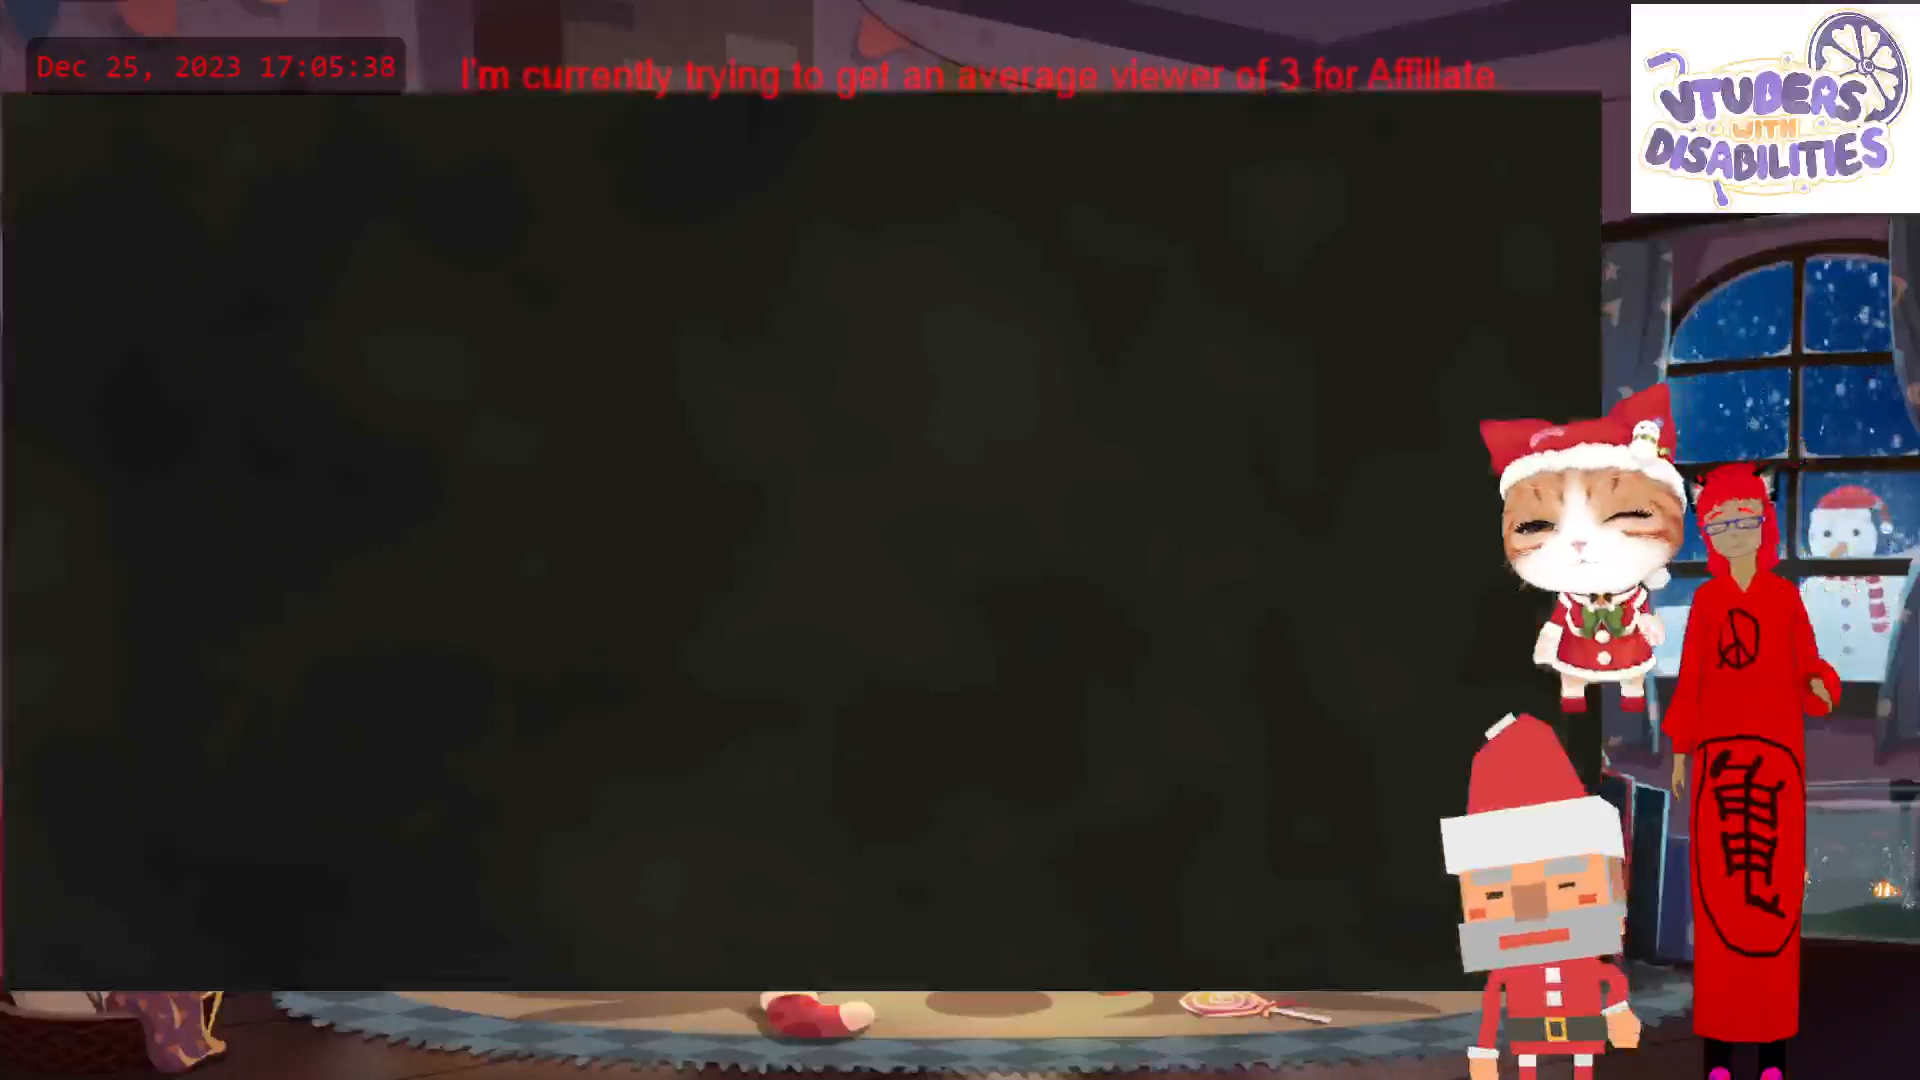 Dec 25, 2023 17:05:38
I'm currently trying to get an average viewer of 3 for Affiliate.
VTUBERS
WITH
DISABILITIES